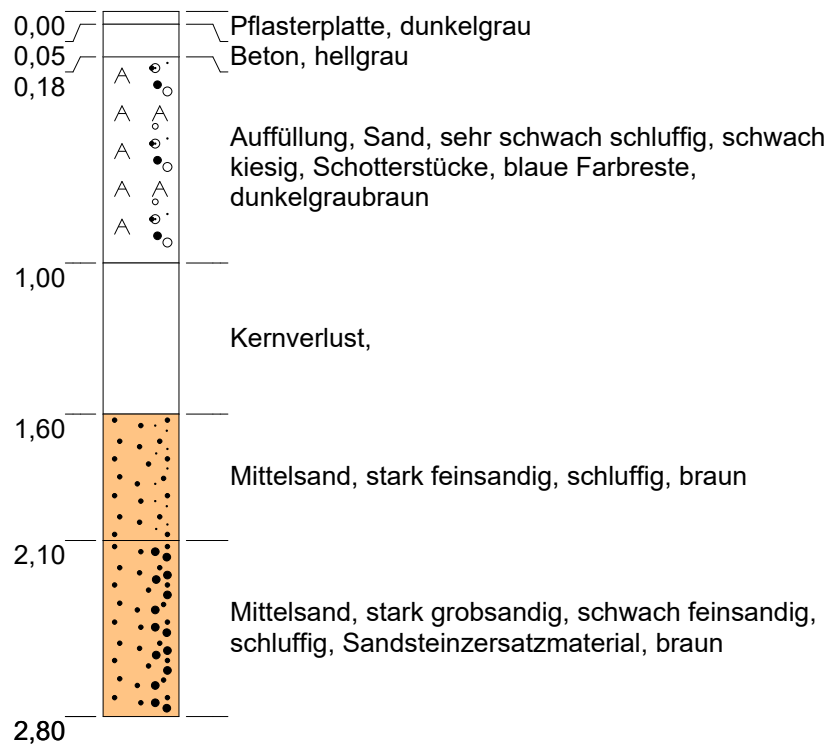 0,00
Pflasterplatte, dunkelgrau
0,05
Beton, hellgrau
0,18
Auffüllung, Sand, sehr schwach schluffig, schwach
kiesig, Schotterstücke, blaue Farbreste,
dunkelgraubraun
1,00
Kernverlust,
1,60
Mittelsand, stark feinsandig, schluffig, braun
2,10
Mittelsand, stark grobsandig, schwach feinsandig,
schluffig, Sandsteinzersatzmaterial, braun
2,80